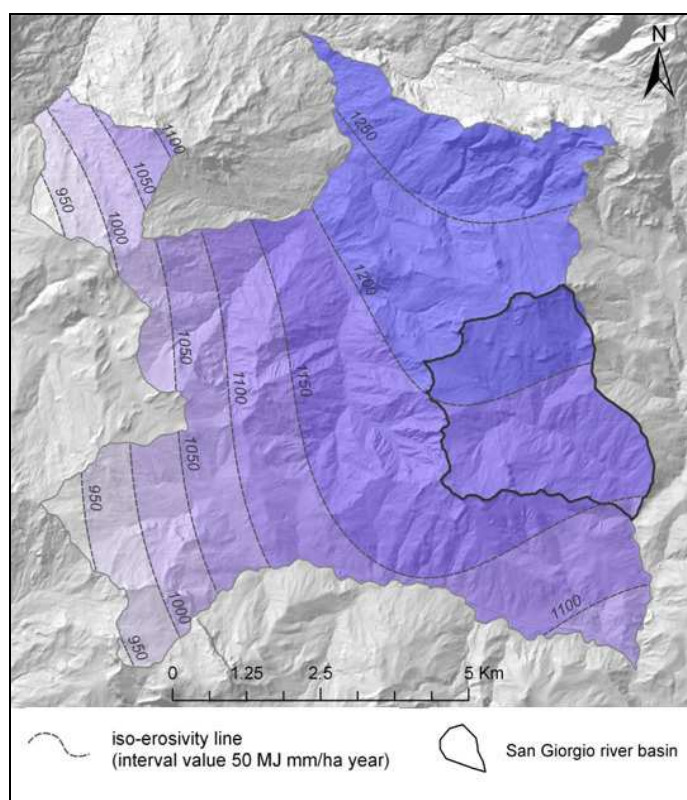 N
1250
1100
1050
950
1000
1200
1050
1100
1150
1050
950
1000
1100
950
0 1.25 2.5 5 Km
iso-erosivity line
(interval value 50 MJ mm/ha year)
San Giorgio river basin